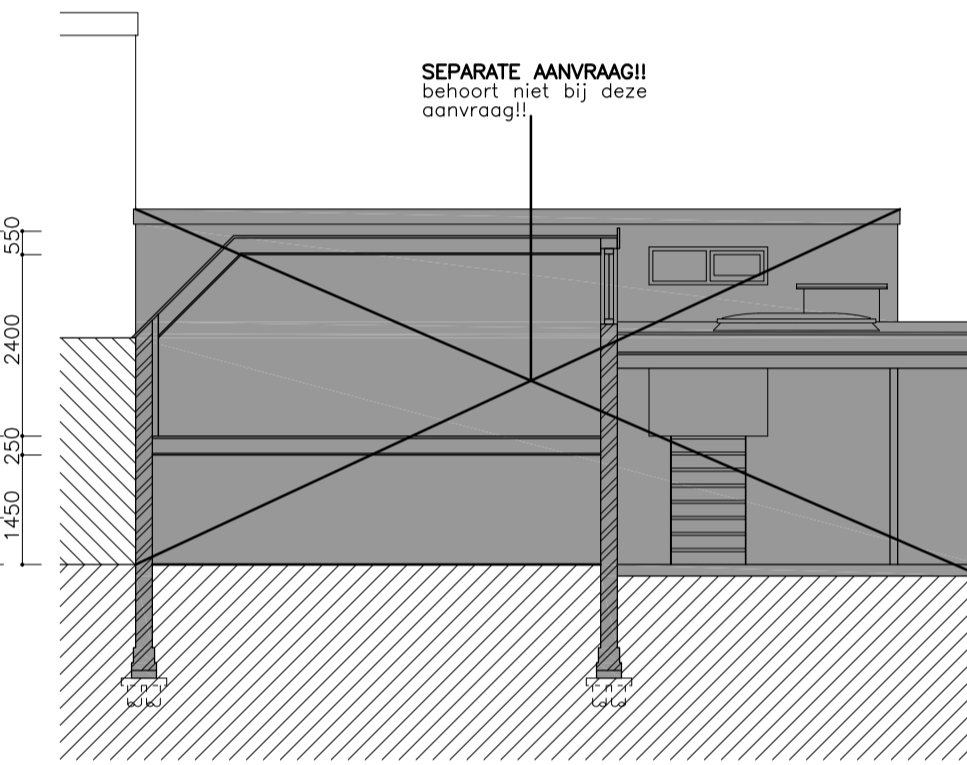 SEPARATE AANVRAAG!!
behoort niet bij deze
aanvraag!!
550
2400
250
1450